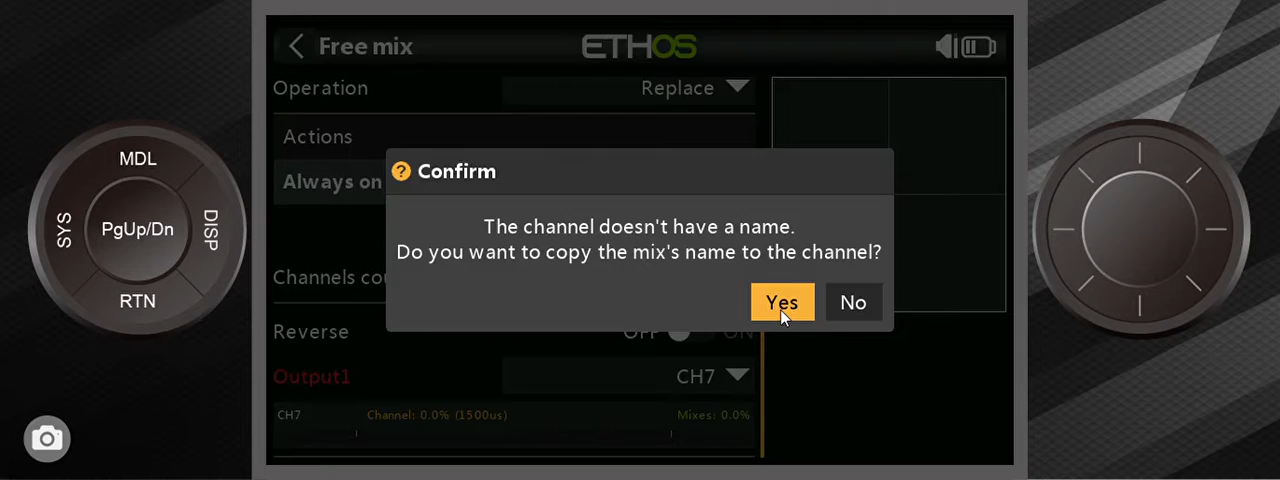 Free mix
ETHOS
Operation
Replace
Actions
Always on
Confirm
The channel doesn't have a name.
Do you want to copy the mix's name to the channel?
Yes
No
Channels cou
Reverse
OFF
ON
Output1
CH7
CH7
Channel: 0.0% (1500us)
Mixes: 0.0%
MDL
SYS
PgUp/Dn
DISP
RTN